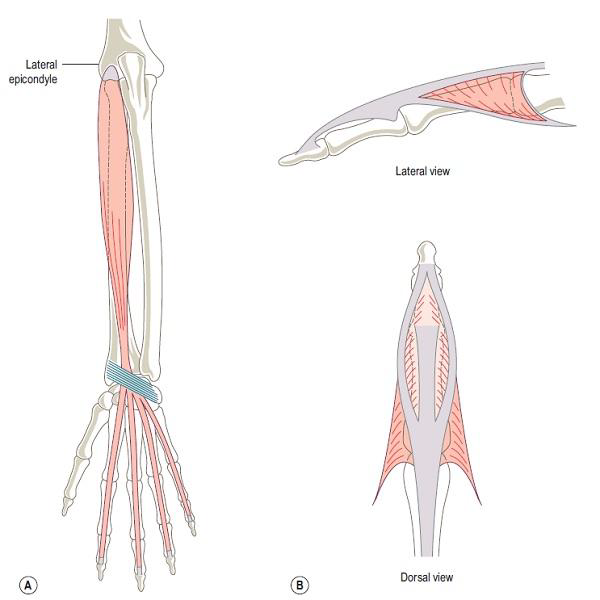 Lateral
epicondyle
Lateral view
Dorsal view
A
B